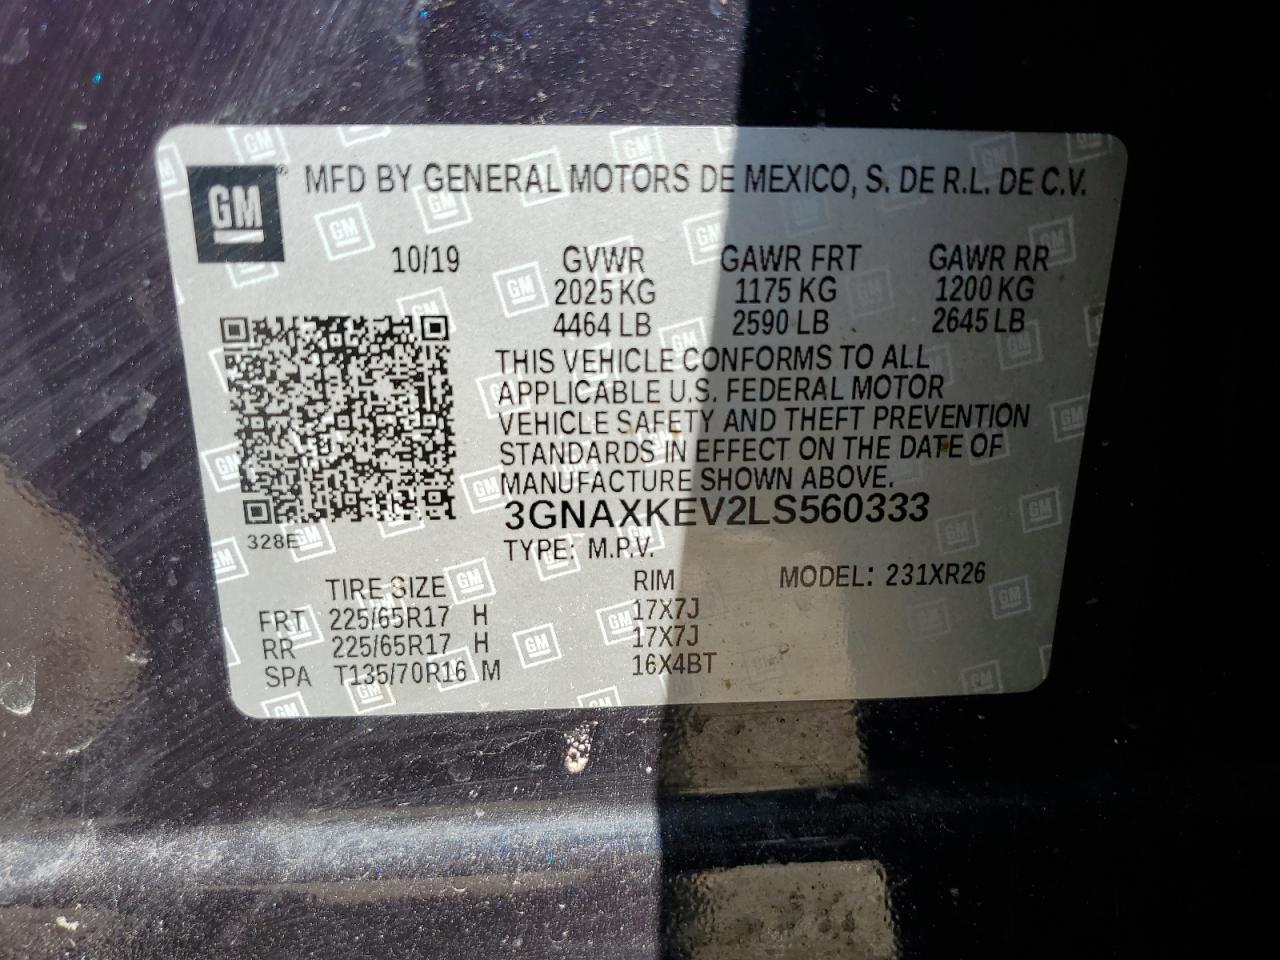 GM ® MFD BY GENERAL MOTORS DE MEXICO, S. DE R.L. DE C.V.
10/19 GVWR GAWR FRT GAWR RR
2025 KG 1175 KG 1200 KG
4464 LB 2590 LB 2645 LB
THIS VEHICLE CONFORMS TO ALL
APPLICABLE U.S. FEDERAL MOTOR
VEHICLE SAFETY AND THEFT PREVENTION
STANDARDS IN EFFECT ON THE DATE OF
MANUFACTURE SHOWN ABOVE.
3GNAXKEV2LS560333
328E
TYPE: M.P.V.
TIRE SIZE RIM MODEL: 231XR26
FRT 225/65R17 H 17X7J
RR 225/65R17 H 17X7J
SPA T135/70R16 M 16X4BT